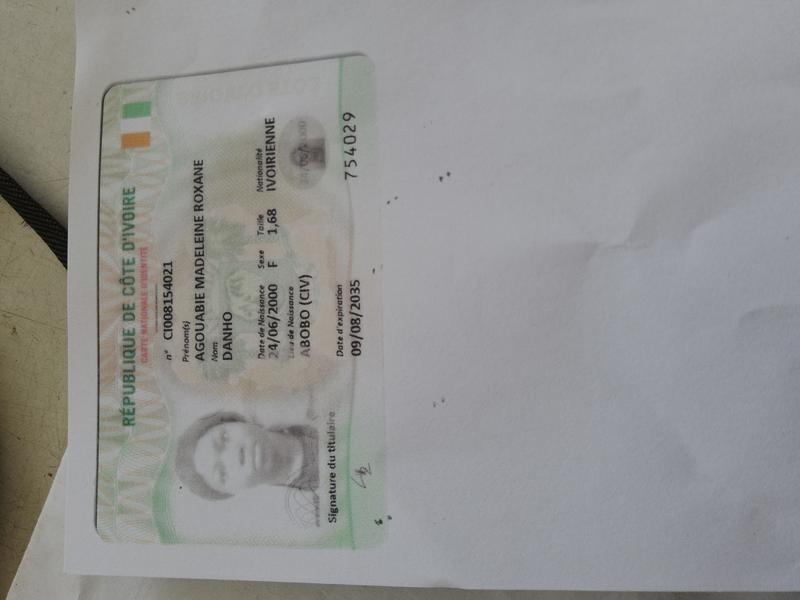 RÉPUBLIQUE DE CÔTE D'IVOIRE
CARTE NATIONALE D'IDENTITÉ
n° CI008154021
Prénom(s)
AGOUABIE MADELEINE ROXANE
Nom
DANHO
Date de Naissance Sexe Taille Nationalité
24/06/2000 F 1,68 IVOIRIENNE
Lieu de Naissance
ABOBO (CIV)
Date d'expiration
09/08/2035
754029
Signature du titulaire